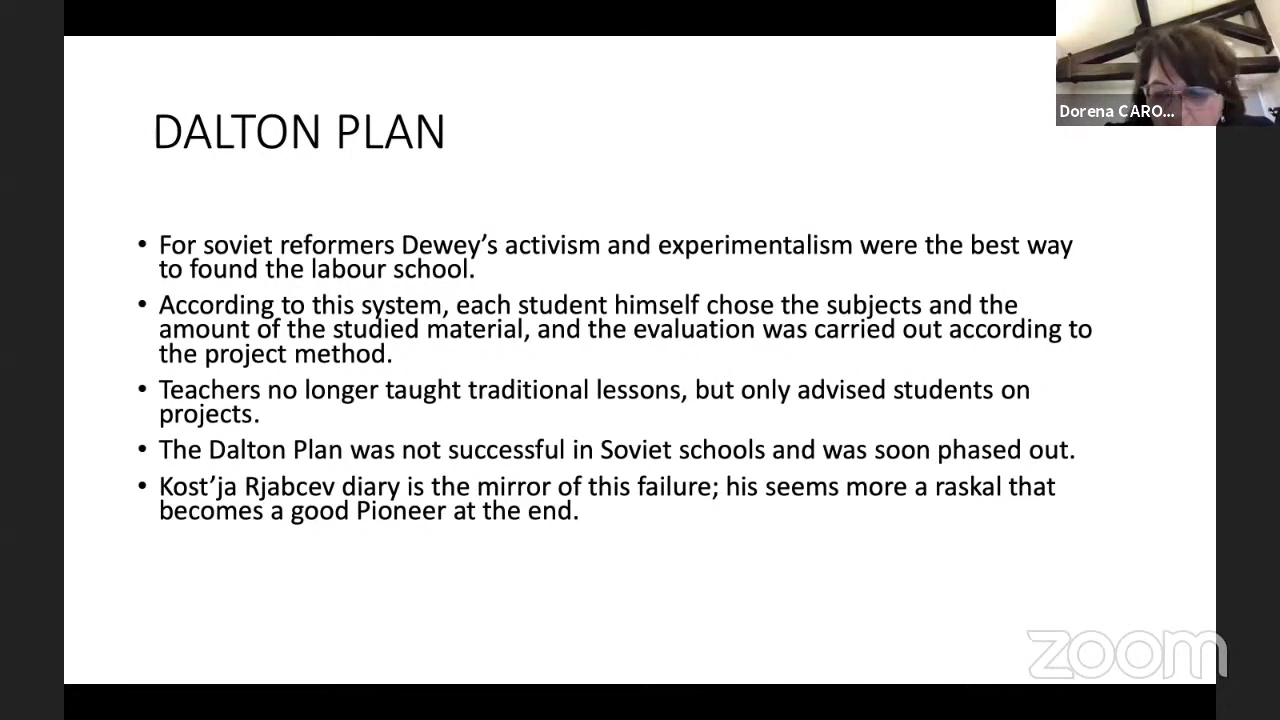 Dorena CARO...
DALTON PLAN
• For soviet reformers Dewey's activism and experimentalism were the best way
to found the labour school.
• According to this system, each student himself chose the subjects and the
amount of the studied material, and the evaluation was carried out according to
the project method.
• Teachers no longer taught traditional lessons, but only advised students on
projects.
• The Dalton Plan was not successful in Soviet schools and was soon phased out.
• Kost'ja Rjabcev diary is the mirror of this failure; his seems more a raskal that
becomes a good Pioneer at the end.
zoom